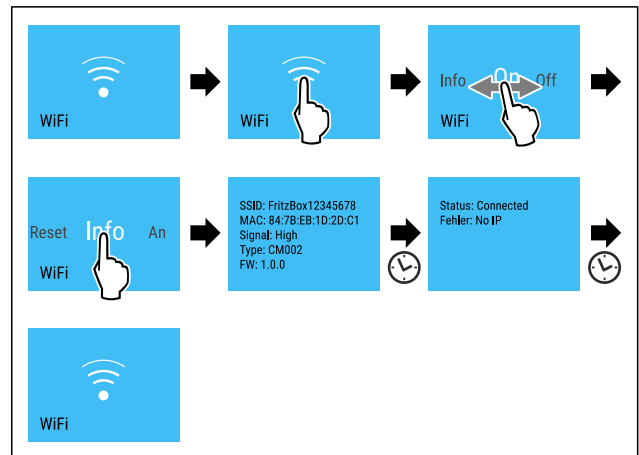 WiFi
WiFi
Info On Off
WiFi
Reset Info An
WiFi
SSID: FritzBox12345678
MAC: 84:7B:EB:1D:2D:C1
Signal: High
Type: CM002
FW: 1.0.0
Status: Connected
Fehler: No IP
WiFi